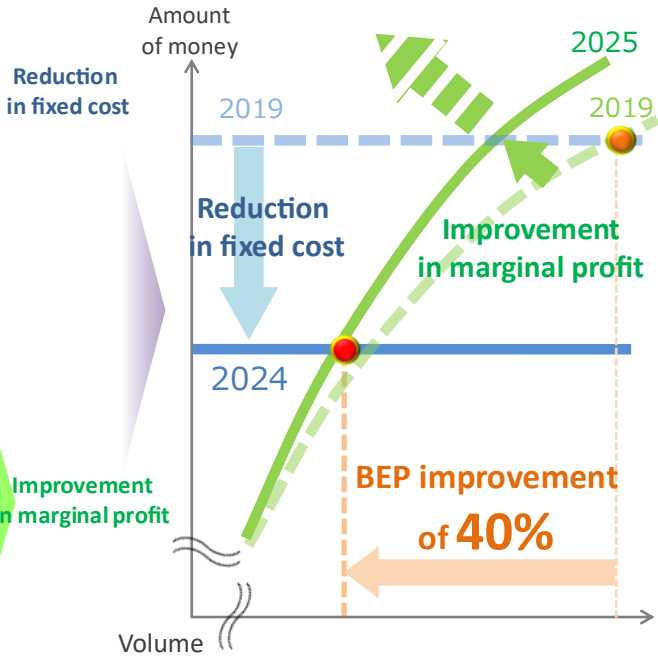 Amount
of money
2025
Reduction
in fixed cost
2019
2019
Reduction
in fixed cost
Improvement
in marginal profit
2024
BEP improvement
of 40%
Improvement
in marginal profit
Volume